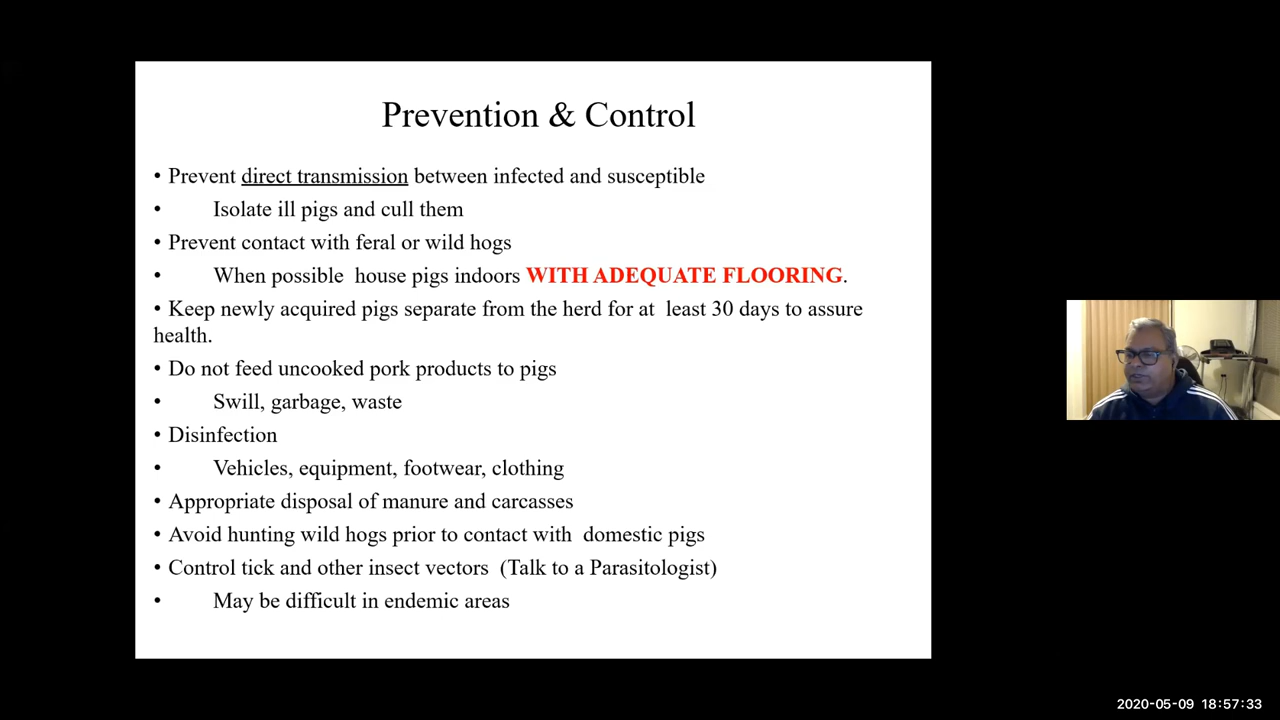 Prevention & Control
• Prevent direct transmission between infected and susceptible
• Isolate ill pigs and cull them
• Prevent contact with feral or wild hogs
• When possible house pigs indoors WITH ADEQUATE FLOORING.
• Keep newly acquired pigs separate from the herd for at least 30 days to assure
health.
• Do not feed uncooked pork products to pigs
• Swill, garbage, waste
• Disinfection
• Vehicles, equipment, footwear, clothing
• Appropriate disposal of manure and carcasses
• Avoid hunting wild hogs prior to contact with domestic pigs
• Control tick and other insect vectors (Talk to a Parasitologist)
• May be difficult in endemic areas
2020-05-09 18:57:33